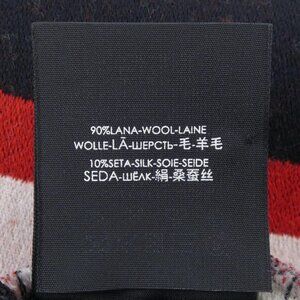 90%LANA-WOOL-LAINE
WOLLE-LÃ-ШЕРСТЬ-毛-羊毛
10%SETA-SILK-SOIE-SEIDE
SEDA-ШЁЛК-絹-桑蚕丝